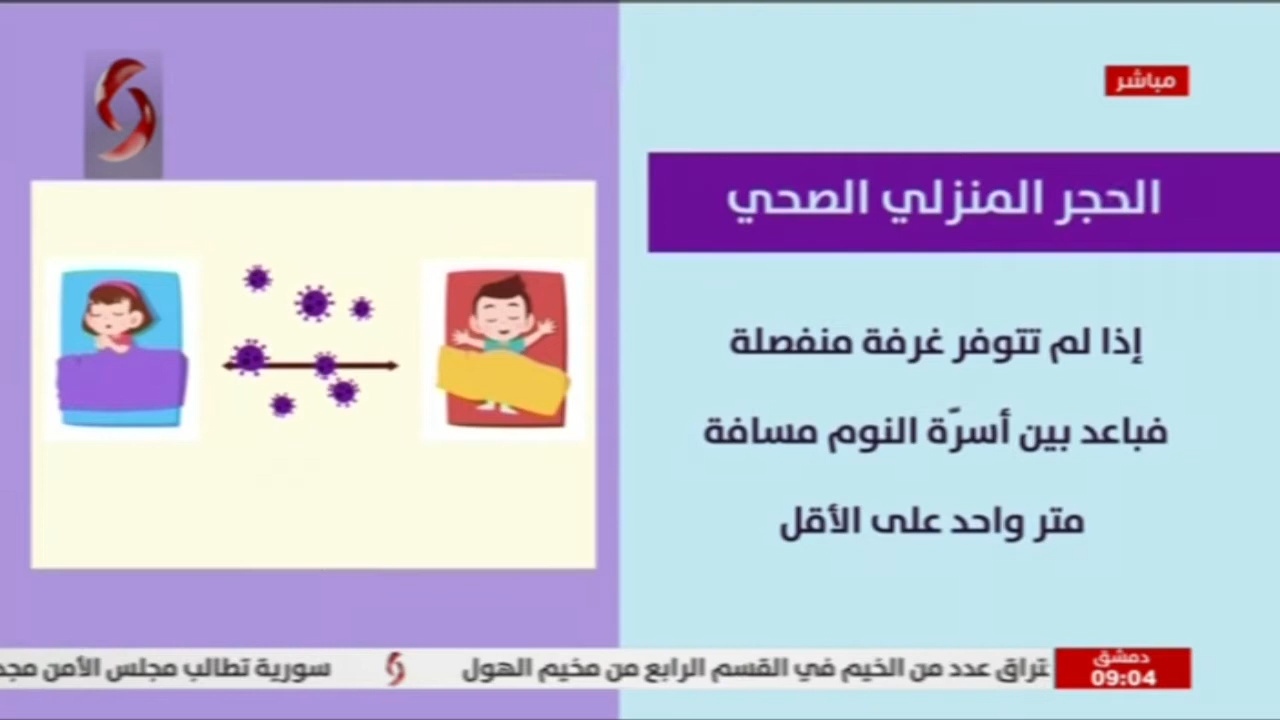 مباشر
الحجر المنزلي الصحي
إذا لم تتوفر غرفة منفصلة
فباعد بين أسرّة النوم مسافة
متر واحد على الأقل
دمشق
09:04
عدد من الخيم في القسم الرابع من مخيم الهول
سورية تطالب مجلس الأمن